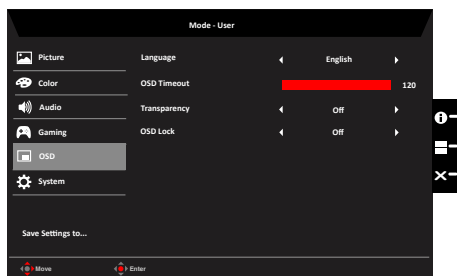 Mode - User
Picture
Language English
Color
OSD Timeout 120
Audio
Transparency Off
Gaming
OSD Lock Off
OSD
System
Save Settings to...
Move Enter